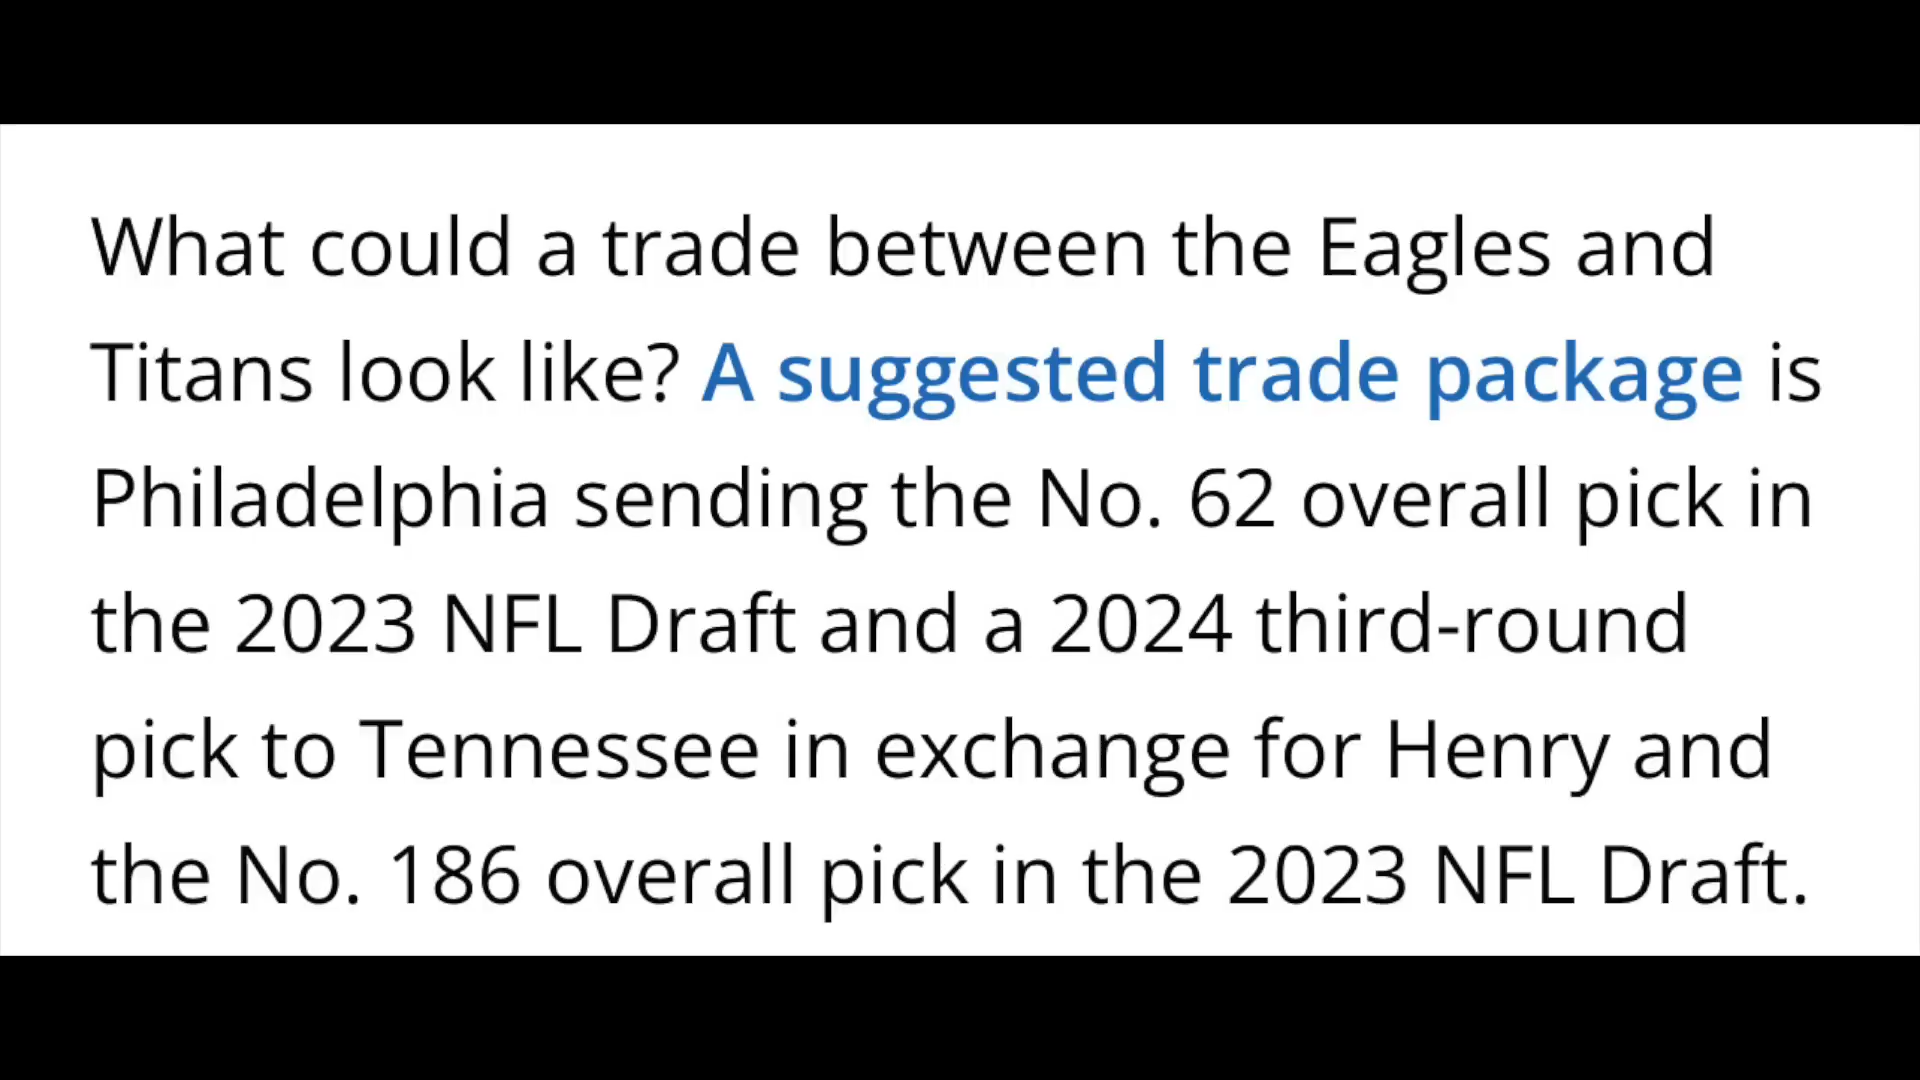 What could a trade between the Eagles and
Titans look like? A suggested trade package is
Philadelphia sending the No. 62 overall pick in
the 2023 NFL Draft and a 2024 third-round
pick to Tennessee in exchange for Henry and
the No. 186 overall pick in the 2023 NFL Draft.